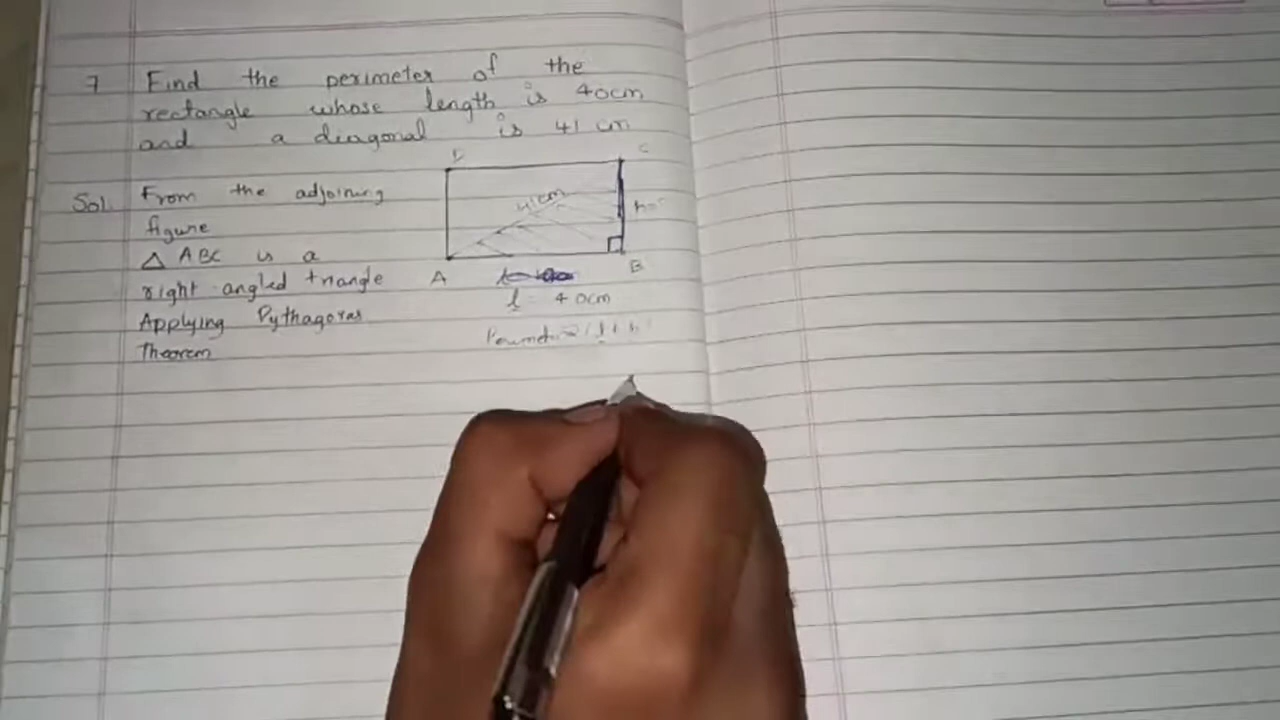 7 Find the perimeter of the
rectangle whose length is 40cm
and a diagonal is 41 cm
D C
Sol. From the adjoining
figure
41cm
△ ABC is a
right angled triangle
A B
l = 40cm
Applying Pythagoras
Theorem